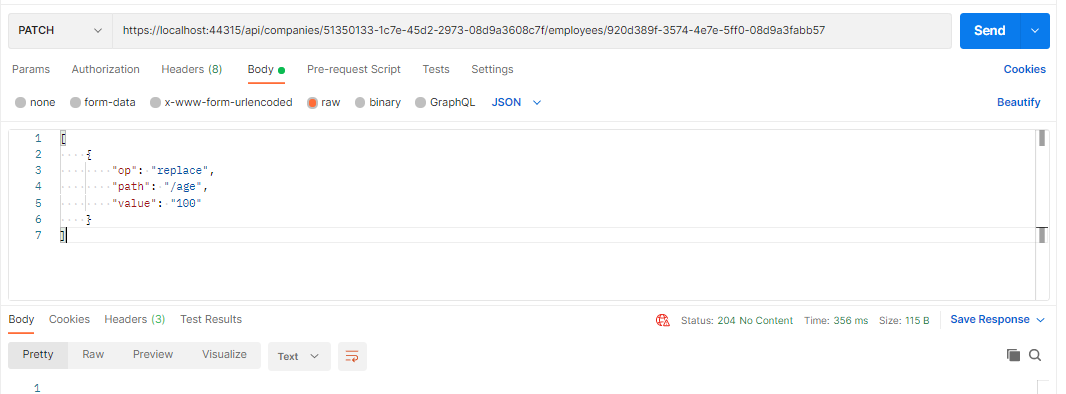 PATCH https://localhost:44315/api/companies/51350133-1c7e-45d2-2973-08d9a3608c7f/employees/920d389f-3574-4e7e-5ff0-08d9a3fabb57 Send
Params Authorization Headers (8) Body Pre-request Script Tests Settings Cookies
none form-data x-www-form-urlencoded raw binary GraphQL JSON Beautify
1 [
2 {
3 "op": "replace",
4 "path": "/age",
5 "value": "100"
6 }
7 ]
Body Cookies Headers (3) Test Results Status: 204 No Content Time: 356 ms Size: 115 B Save Response
Pretty Raw Preview Visualize Text
1